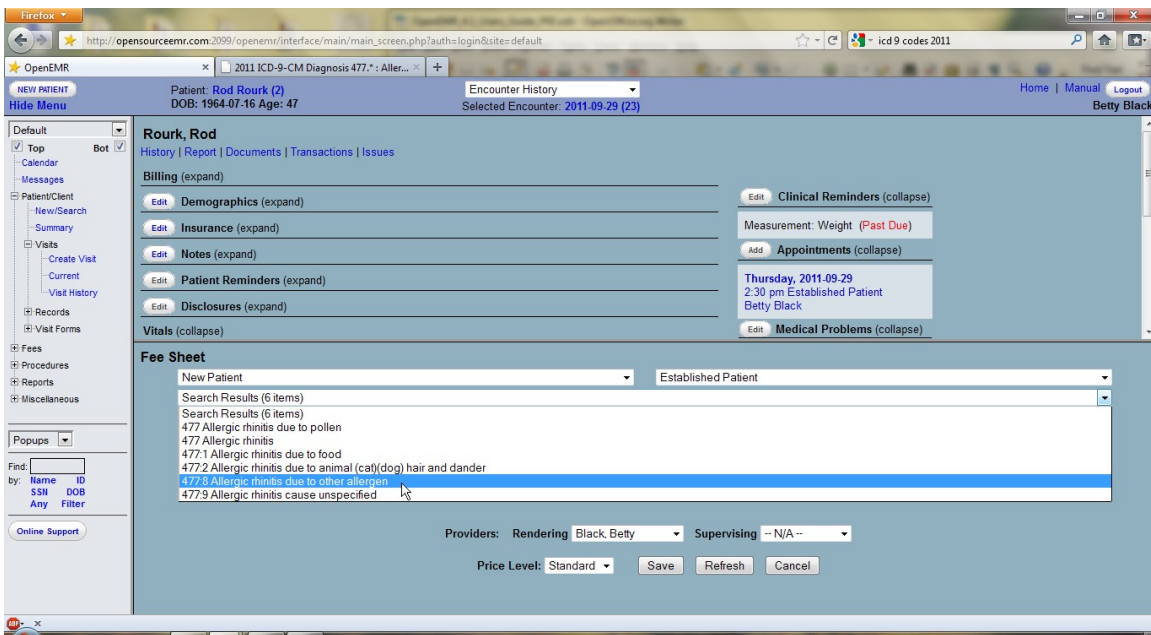 Firefox
http://opensourceemr.com:2099/openemr/interface/main/main_screen.php?auth=login&site=default
icd 9 codes 2011
OpenEMR
2011 ICD-9-CM Diagnosis 477.* : Aller...
NEW PATIENT
Hide Menu
Patient: Rod Rourk (2)
DOB: 1964-07-16 Age: 47
Encounter History
Selected Encounter: 2011-09-29 (23)
Home | Manual Logout
Betty Black
Default
Top Bot
Calendar
Messages
Patient/Client
New/Search
Summary
Visits
Create Visit
Current
Visit History
Records
Visit Forms
Fees
Procedures
Reports
Miscellaneous
Popups
Find:
by: Name ID
SSN DOB
Any Filter
Online Support
Rourk, Rod
History | Report | Documents | Transactions | Issues
Billing (expand)
Edit Demographics (expand)
Edit Insurance (expand)
Edit Notes (expand)
Edit Patient Reminders (expand)
Edit Disclosures (expand)
Vitals (collapse)
Edit Clinical Reminders (collapse)
Measurement: Weight (Past Due)
Add Appointments (collapse)
Thursday, 2011-09-29
2:30 pm Established Patient
Betty Black
Edit Medical Problems (collapse)
Fee Sheet
New Patient
Established Patient
Search Results (6 items)
Search Results (6 items)
477 Allergic rhinitis due to pollen
477 Allergic rhinitis
477:1 Allergic rhinitis due to food
477:2 Allergic rhinitis due to animal (cat)(dog) hair and dander
477:8 Allergic rhinitis due to other allergen
477:9 Allergic rhinitis cause unspecified
Providers: Rendering Black, Betty Supervising -- N/A --
Price Level: Standard Save Refresh Cancel
ABP